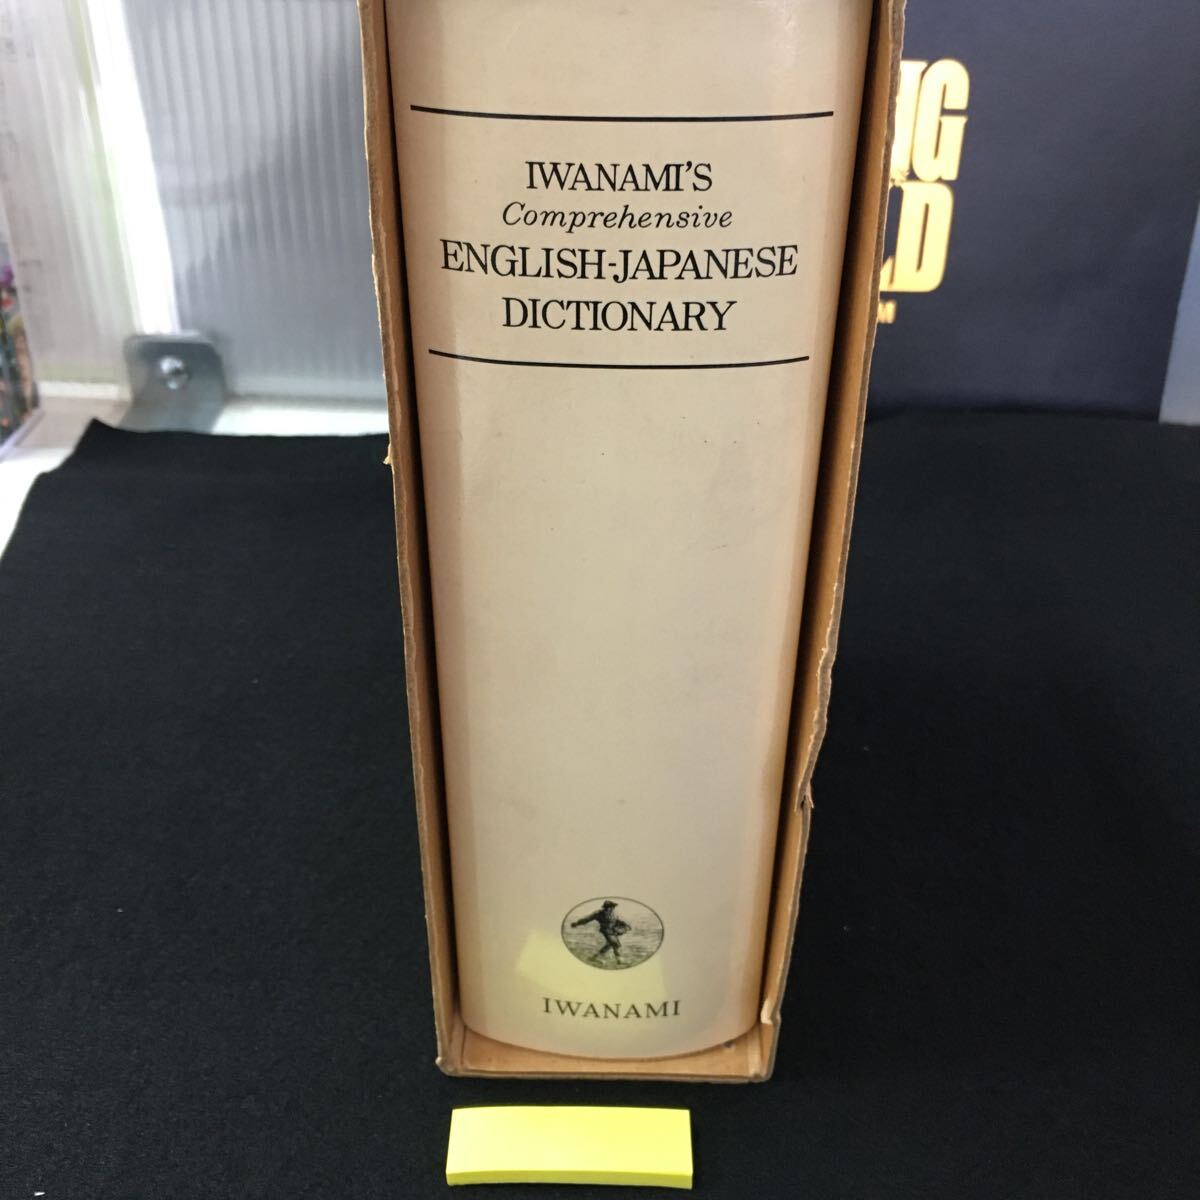 IWANAMI'S
Comprehensive
ENGLISH-JAPANESE
DICTIONARY
IWANAMI